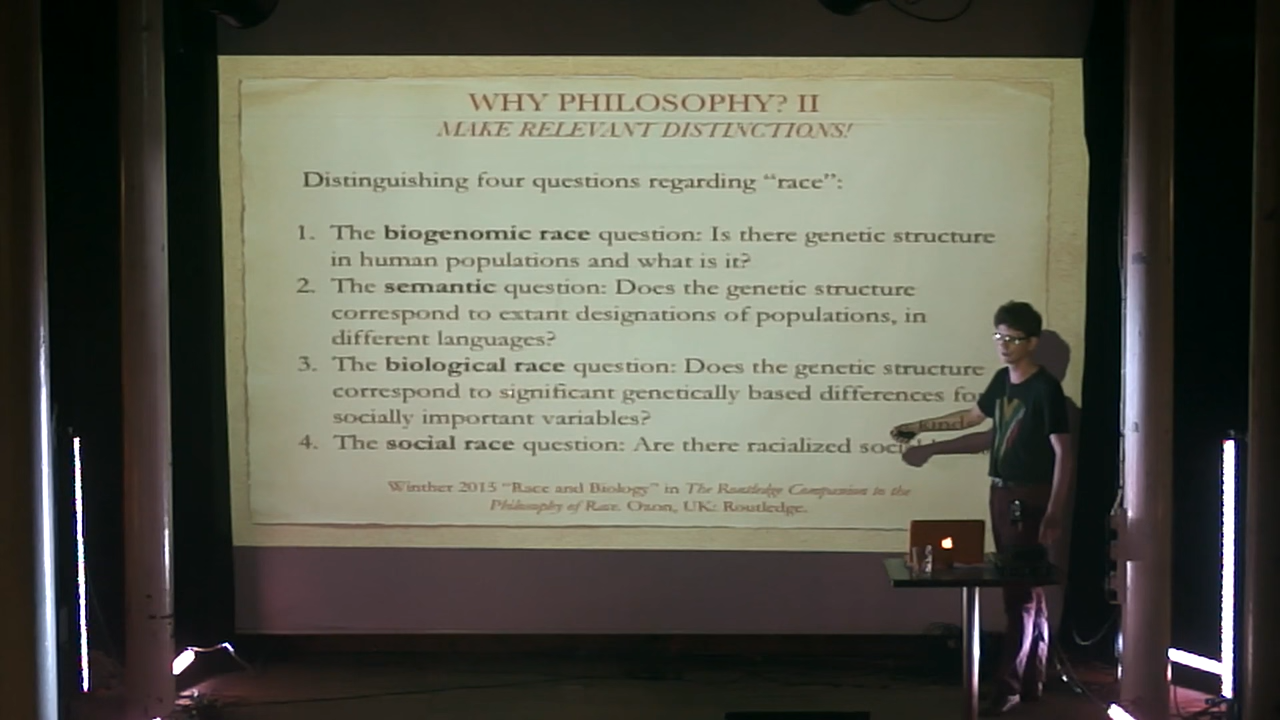 WHY PHILOSOPHY? II
MAKE RELEVANT DISTINCTIONS!
Distinguishing four questions regarding “race”:
1. The biogenomic race question: Is there genetic structure
in human populations and what is it?
2. The semantic question: Does the genetic structure
correspond to extant designations of populations, in
different languages?
3. The biological race question: Does the genetic structure
correspond to significant genetically based differences for
socially important variables?
4. The social race question: Are there racialized social kind
Winther 2015 “Race and Biology” in The Routledge Companion to the
Philosophy of Race. Oxon, UK: Routledge.